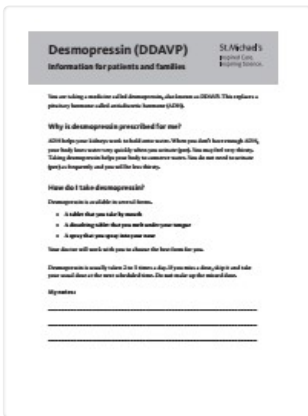 Desmopressin (DDAVP)
Information for patients and families
St. Michael's
Inspired Care.
Inspiring Science.
You are taking a medicine called desmopressin, also known as DDAVP. This replaces a
pituitary hormone called antidiuretic hormone (ADH).
Why is desmopressin prescribed for me?
ADH helps your kidneys work to hold onto water. When you don't have enough ADH,
your body loses water very quickly when you urinate (pee). You may feel very thirsty.
Taking desmopressin helps your body to conserve water. You do not need to urinate
(pee) as frequently and you will be less thirsty.
How do I take desmopressin?
Desmopressin is available in several forms.
• A tablet that you take by mouth
• A dissolving tablet that you melt under your tongue
• A spray that you spray into your nose
Your doctor will work with you to choose the best form for you.
Desmopressin is usually taken 2 to 3 times a day. If you miss a dose, skip it and take
your usual dose at the next scheduled time. Do not make up the missed dose.
My notes: